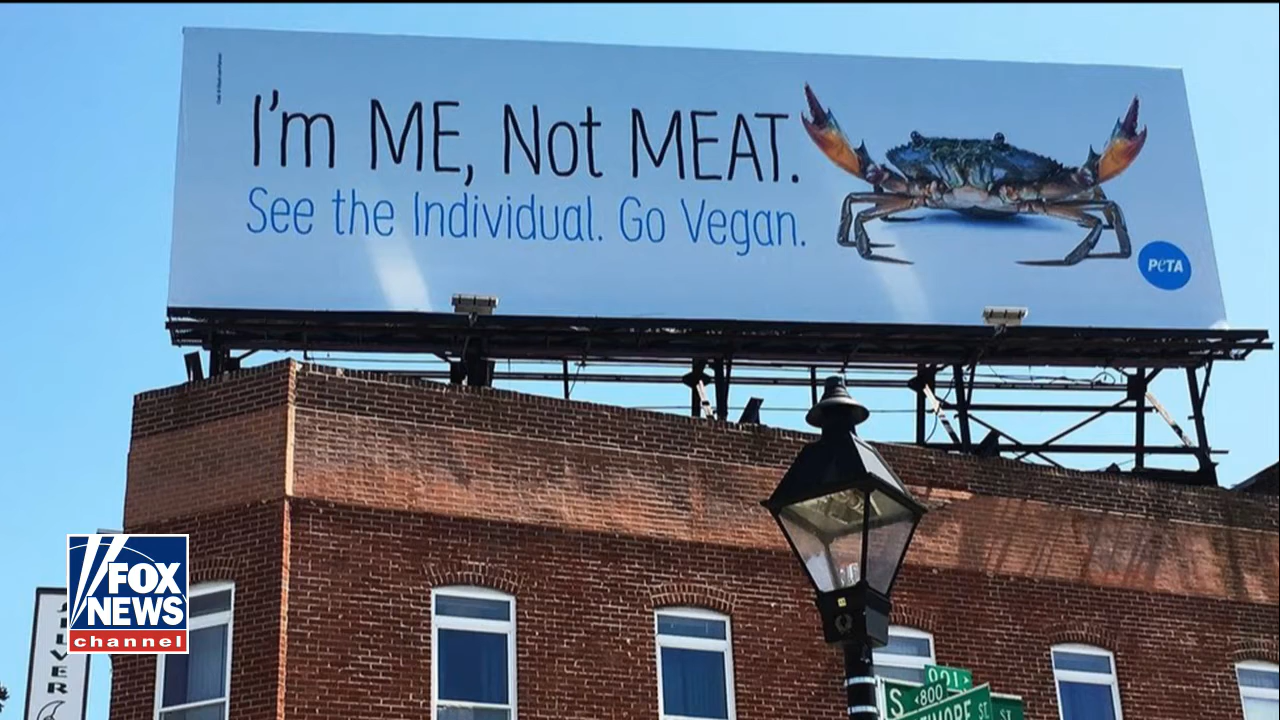 I'm ME, Not MEAT.
See the Individual. Go Vegan.
PETA
FOX
NEWS
channel
S <800